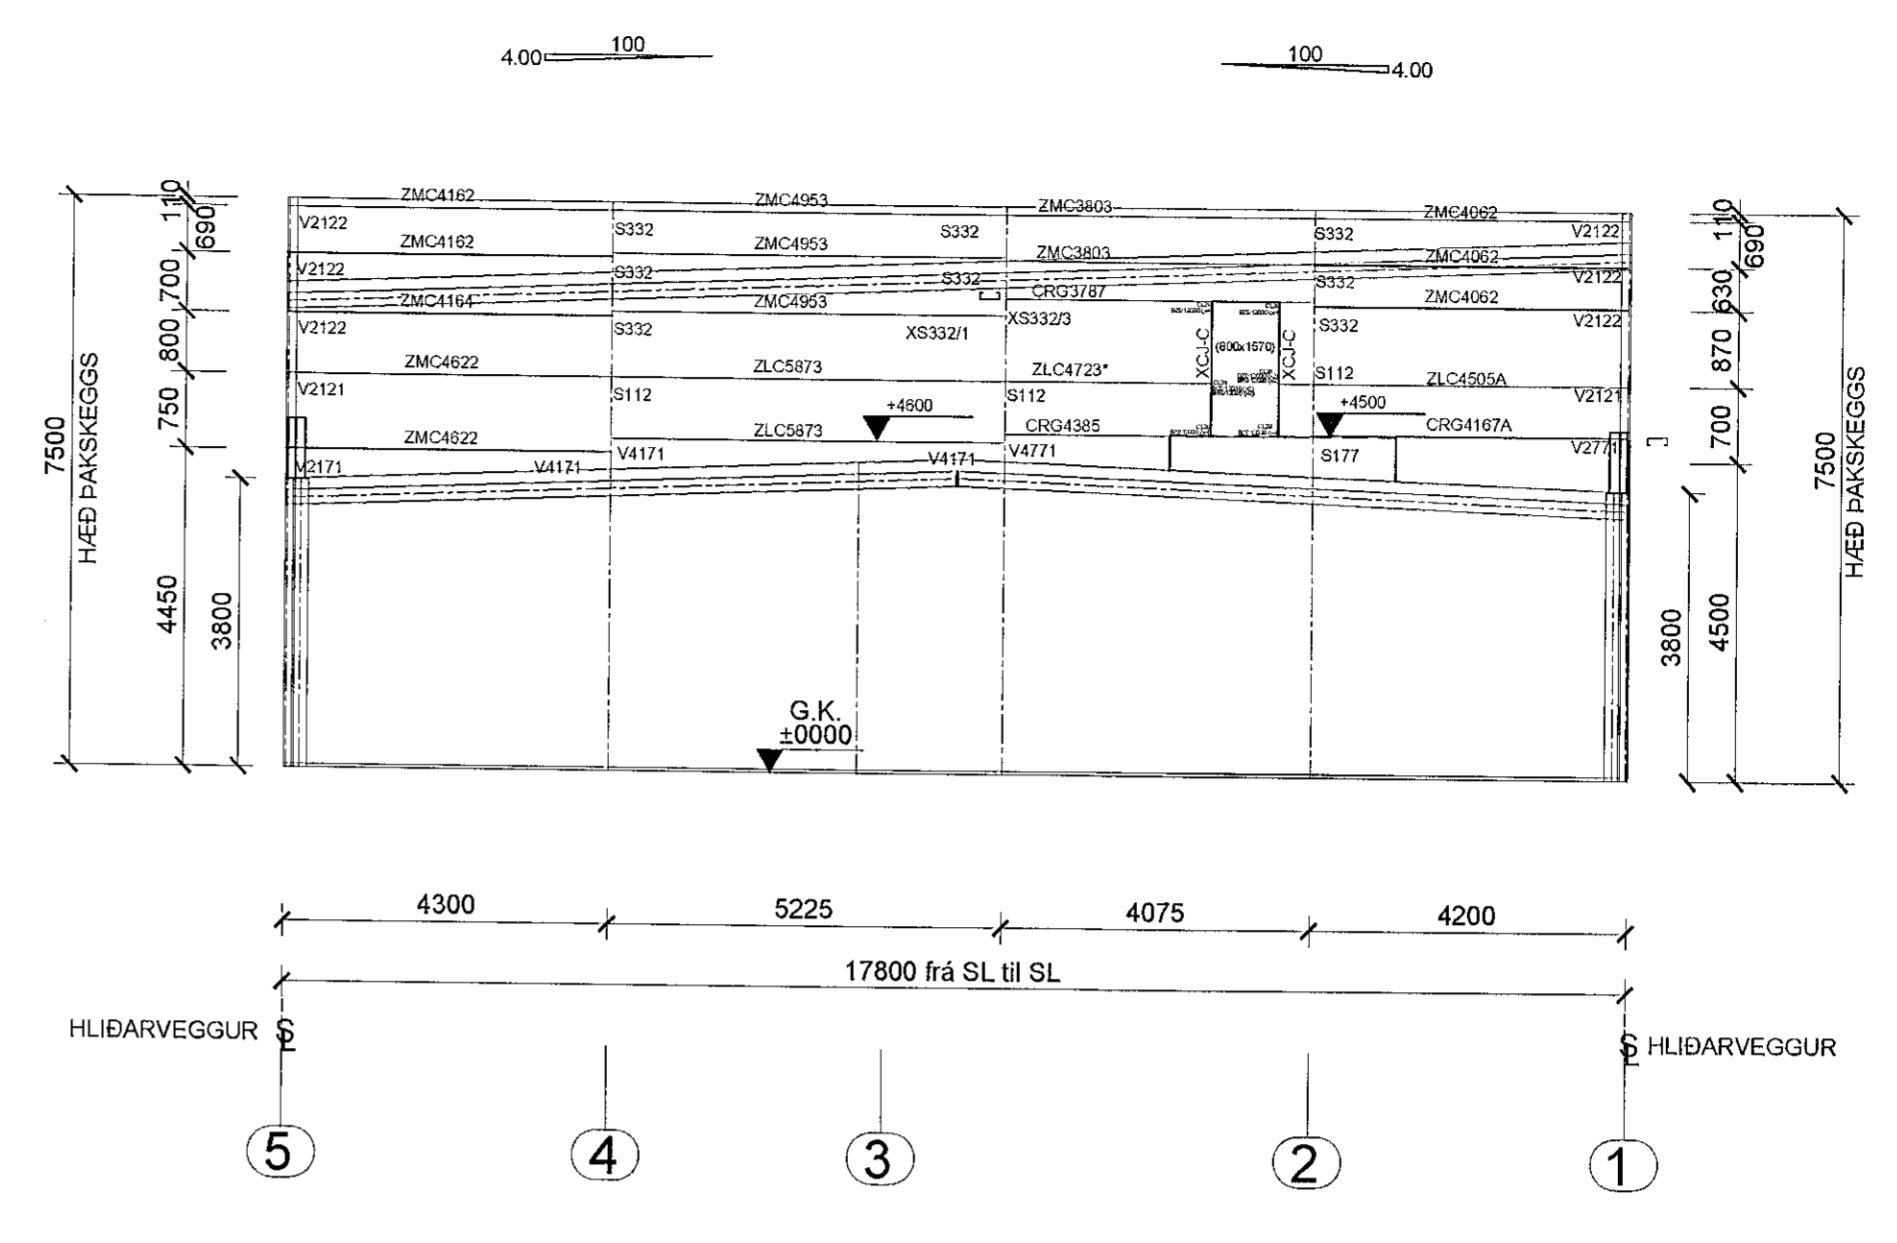 100
4.00
100
4.00
ZMC4162
ZMC4953
ZMC3803
ZMC4062
V2122
S332
S332
S332
V2122
ZMC4162
ZMC4953
ZMC3803
ZMC4062
V2122
S332
S332
S332
V2122
ZMC4164
ZMC4953
CRG3787
ZMC4062
V2122
S332
XS332/1
XS332/3
S332
V2122
XCJ-C
(800x1570)
XCJ-C
ZMC4622
ZLC5873
ZLC4723*
ZLC4505A
V2121
S112
S112
S112
V2121
+4600
+4500
ZMC4622
ZLC5873
CRG4385
CRG4167A
V2171
V4171
V4171
V4171
V4771
S177
V2771
G.K.
±0000
7500
HÆÐ ÞAKSKEGGS
110
690
700
800
750
4450
3800
110
690
630
870
700
4500
3800
7500
HÆÐ ÞAKSKEGGS
4300
5225
4075
4200
17800 frá SL til SL
HLIÐARVEGGUR SL
SL HLIÐARVEGGUR
5
4
3
2
1